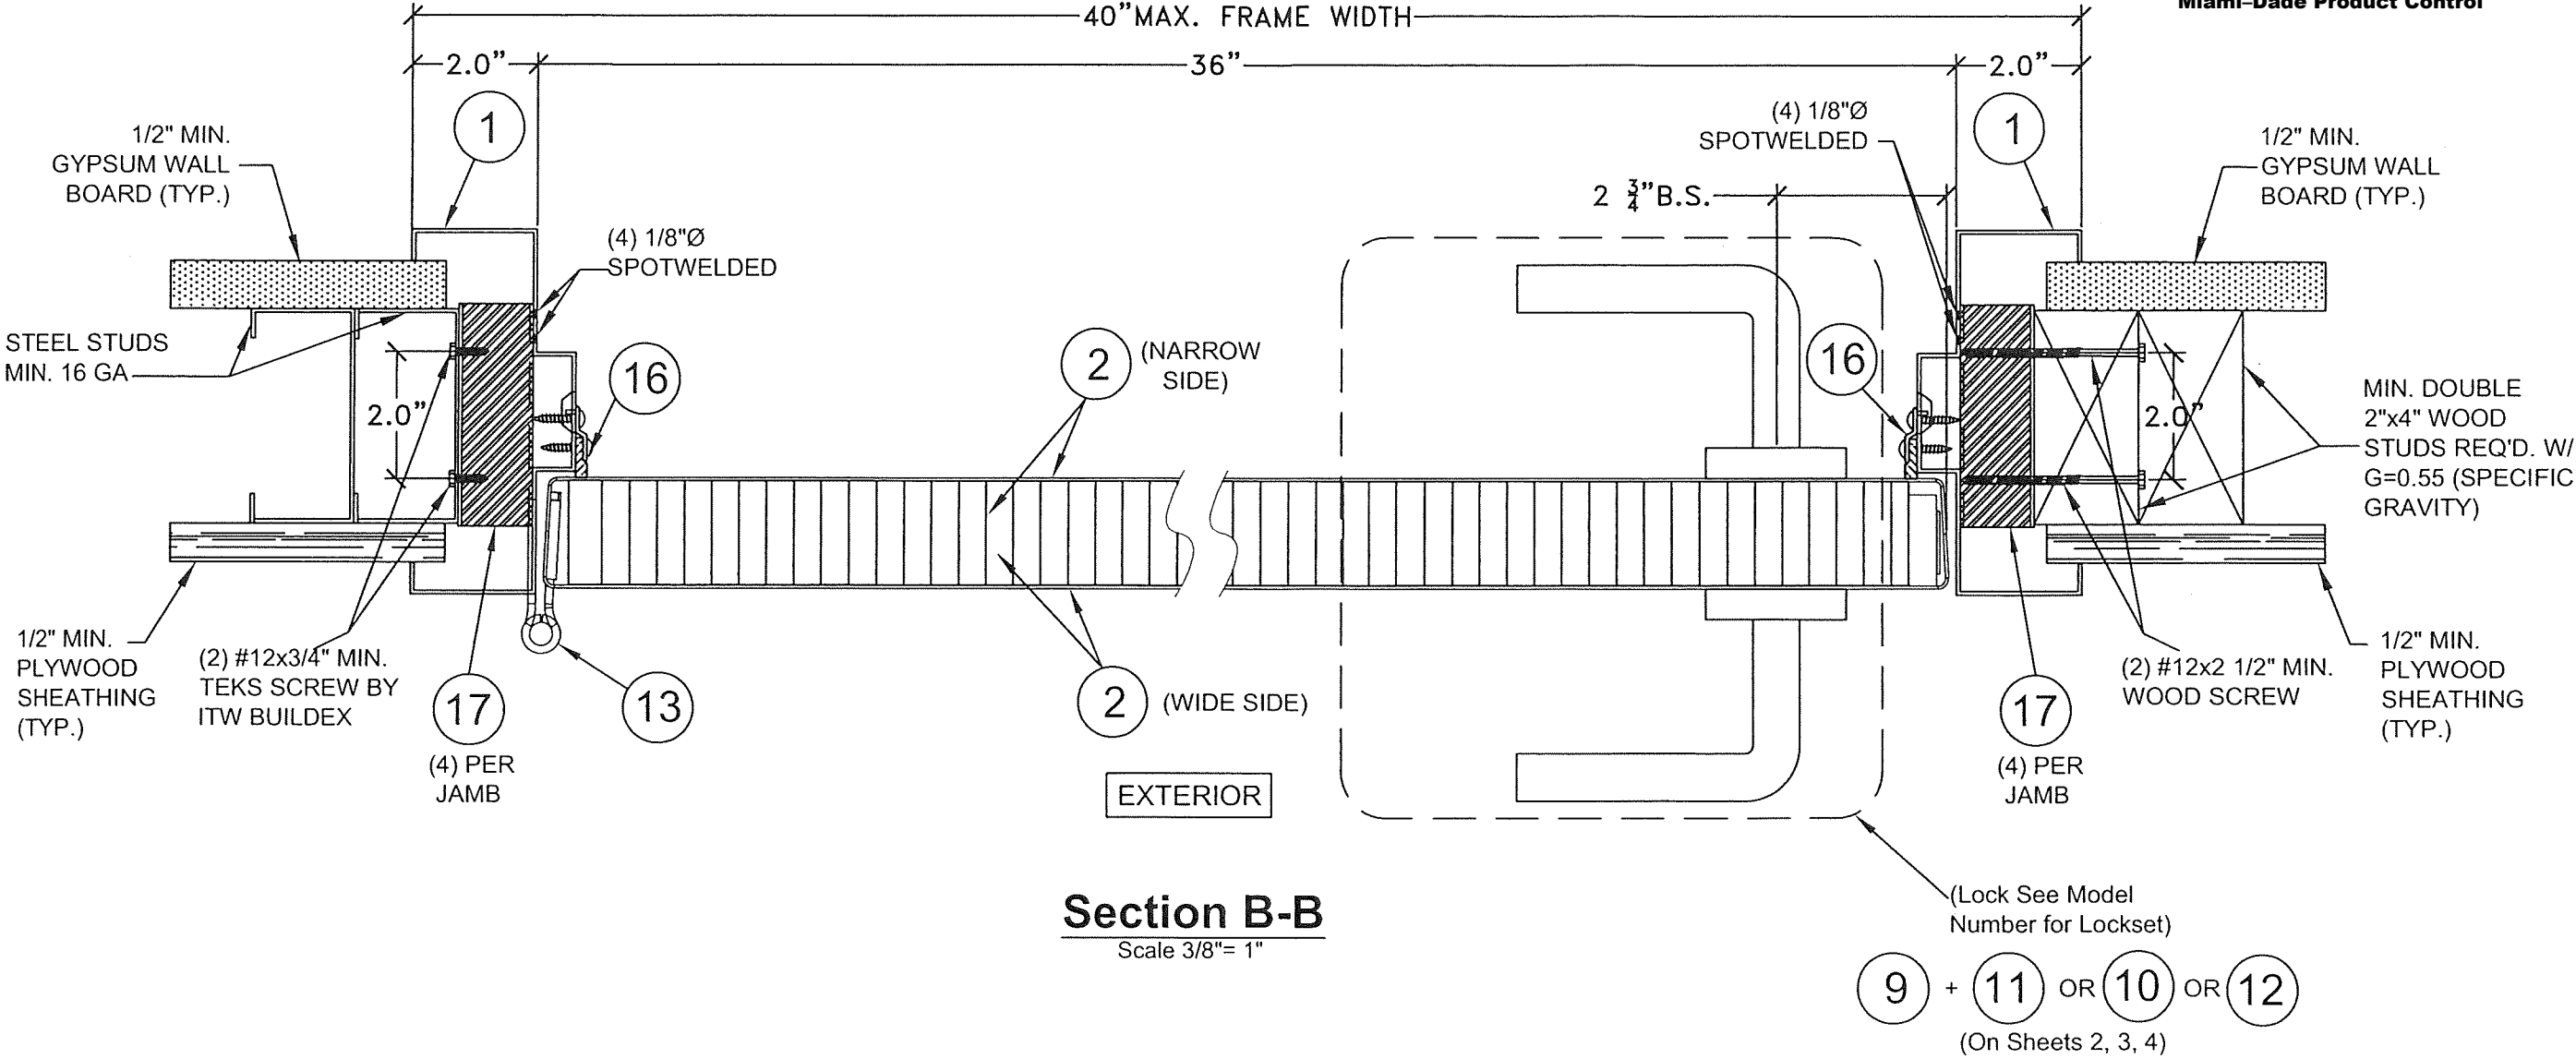 Miami–Dade Product Control
40"MAX. FRAME WIDTH
2.0"
36"
2.0"
1
1/2" MIN.
GYPSUM WALL
BOARD (TYP.)
(4) 1/8"Ø
SPOTWELDED
(4) 1/8"Ø
SPOTWELDED
1
1/2" MIN.
GYPSUM WALL
BOARD (TYP.)
2 3/4"B.S.
STEEL STUDS
MIN. 16 GA
2.0"
16
2
(NARROW
SIDE)
16
2.0"
MIN. DOUBLE
2"x4" WOOD
STUDS REQ'D. W/
G=0.55 (SPECIFIC
GRAVITY)
1/2" MIN.
PLYWOOD
SHEATHING
(TYP.)
(2) #12x3/4" MIN.
TEKS SCREW BY
ITW BUILDEX
17
(4) PER
JAMB
13
2
(WIDE SIDE)
EXTERIOR
17
(4) PER
JAMB
(2) #12x2 1/2" MIN.
WOOD SCREW
1/2" MIN.
PLYWOOD
SHEATHING
(TYP.)
Section B-B
Scale 3/8"= 1"
(Lock See Model
Number for Lockset)
9 + 11 OR 10 OR 12
(On Sheets 2, 3, 4)